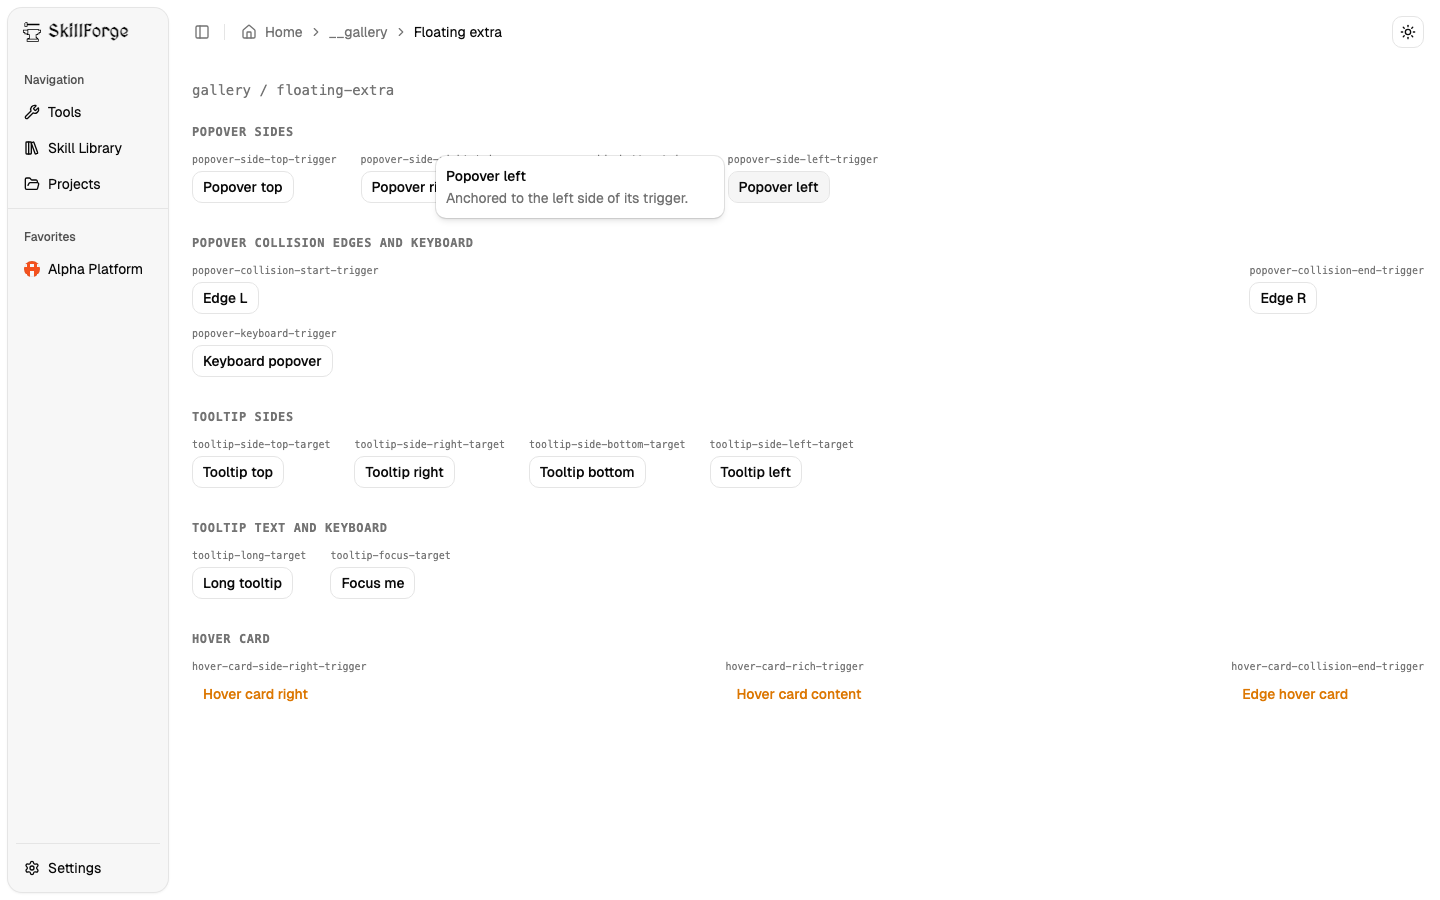 SkillForge
Navigation
Tools
Skill Library
Projects
Favorites
Alpha Platform
Settings
Home
__gallery
Floating extra
gallery / floating-extra
POPOVER SIDES
popover-side-top-trigger
popover-side-left-trigger
Popover top
Popover
Popover left
Popover left
Anchored to the left side of its trigger.
POPOVER COLLISION EDGES AND KEYBOARD
popover-collision-start-trigger
popover-collision-end-trigger
Edge L
Edge R
popover-keyboard-trigger
Keyboard popover
TOOLTIP SIDES
tooltip-side-top-target
tooltip-side-right-target
tooltip-side-bottom-target
tooltip-side-left-target
Tooltip top
Tooltip right
Tooltip bottom
Tooltip left
TOOLTIP TEXT AND KEYBOARD
tooltip-long-target
tooltip-focus-target
Long tooltip
Focus me
HOVER CARD
hover-card-side-right-trigger
hover-card-rich-trigger
hover-card-collision-end-trigger
Hover card right
Hover card content
Edge hover card